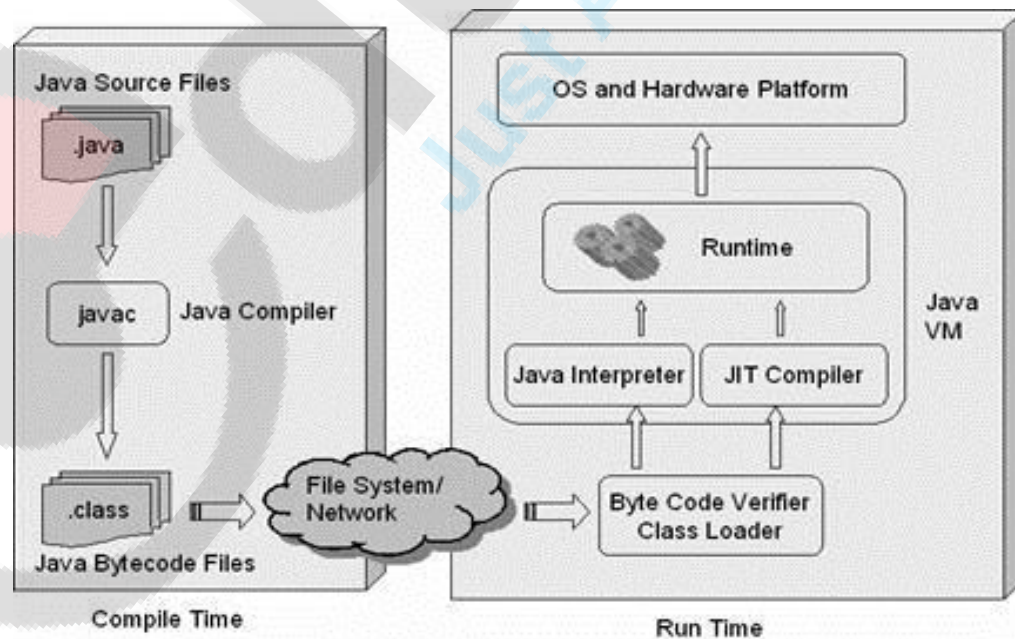 Java Source Files
.java
javac
Java Compiler
.class
Java Bytecode Files
Compile Time
File System/
Network
OS and Hardware Platform
Runtime
Java Interpreter
JIT Compiler
Java
VM
Byte Code Verifier
Class Loader
Run Time
Just